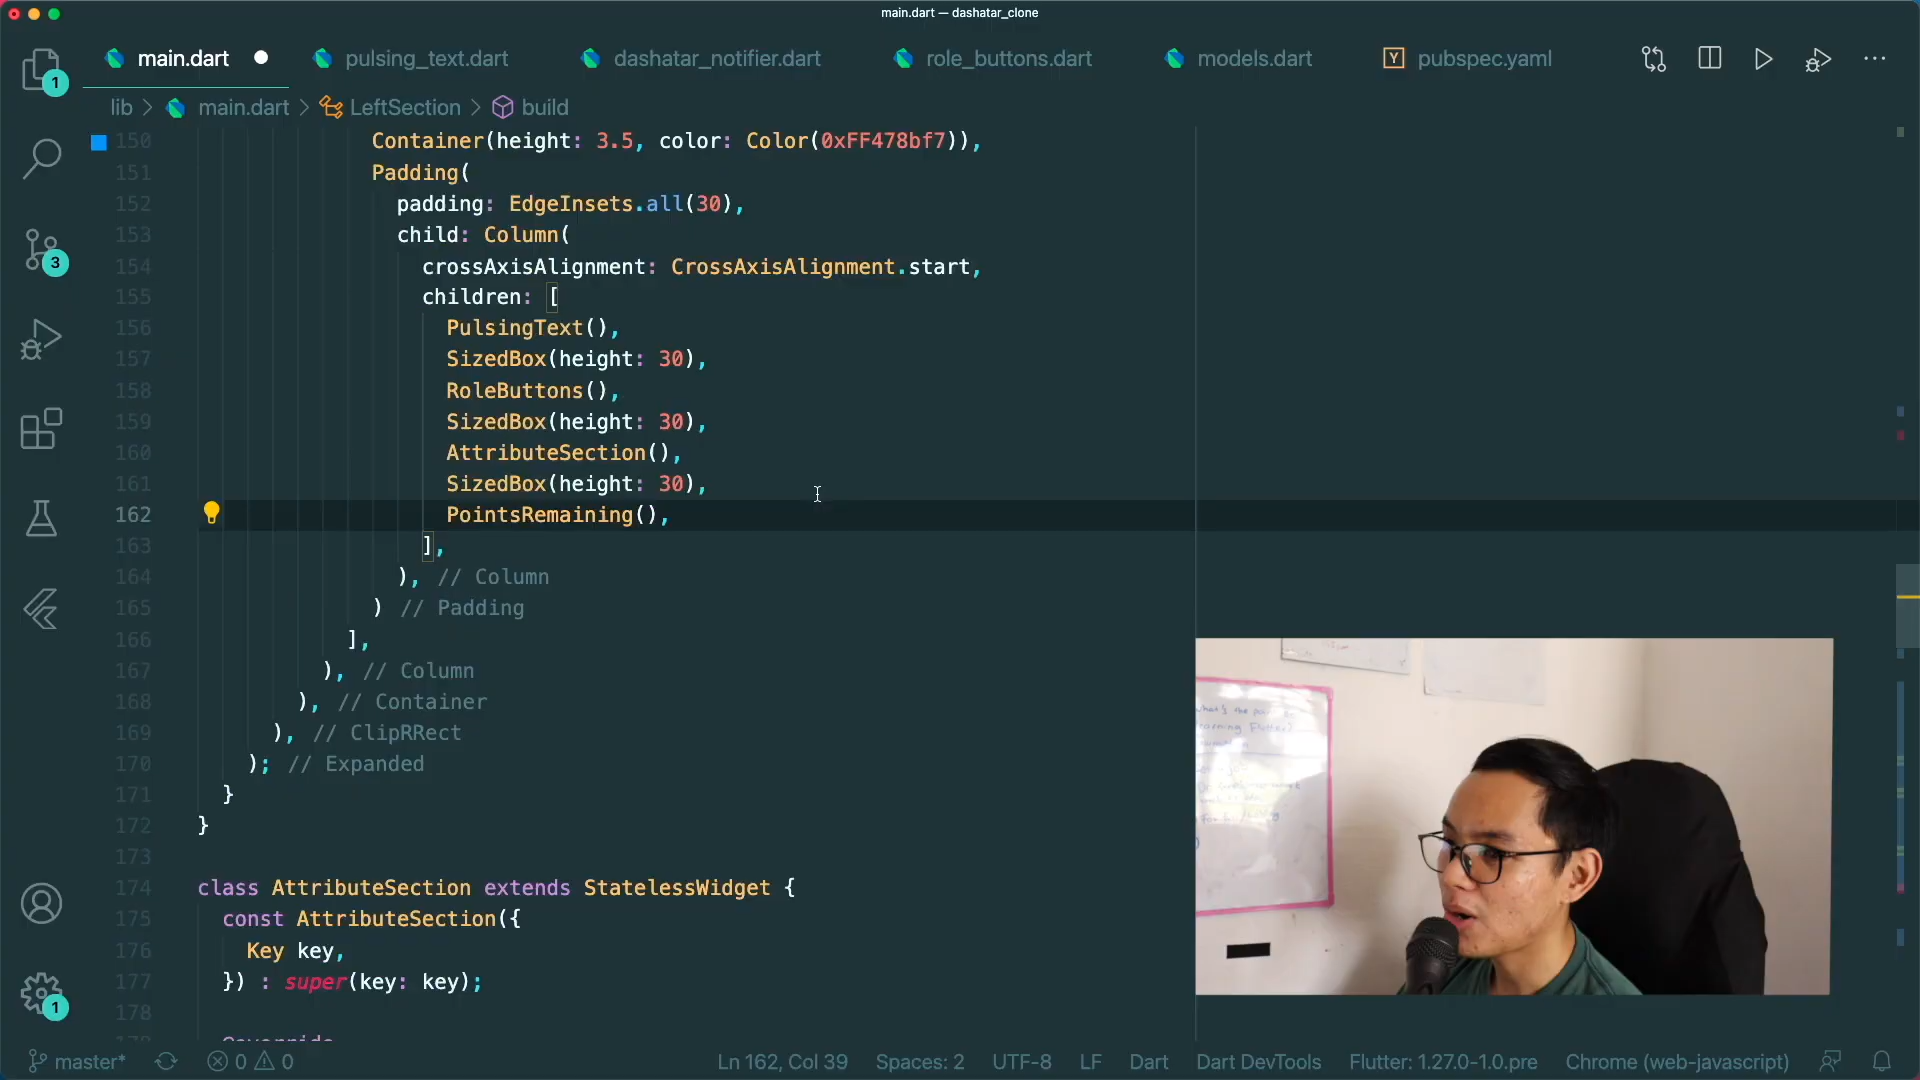 main.dart — dashatar_clone
main.dart
pulsing_text.dart
dashatar_notifier.dart
role_buttons.dart
models.dart
Y pubspec.yaml
1
lib > main.dart > LeftSection > build
150 Container(height: 3.5, color: Color(0xFF478bf7)),
151 Padding(
152 padding: EdgeInsets.all(30),
153 child: Column(
154 crossAxisAlignment: CrossAxisAlignment.start,
155 children: [
156 PulsingText(),
157 SizedBox(height: 30),
158 RoleButtons(),
159 SizedBox(height: 30),
160 AttributeSection(),
161 SizedBox(height: 30),
162 PointsRemaining(),
163 ],
164 ), // Column
165 ) // Padding
166 ],
167 ), // Column
168 ), // Container
169 ), // ClipRRect
170 ); // Expanded
171 }
172 }
173
174 class AttributeSection extends StatelessWidget {
175 const AttributeSection({
176 Key key,
177 }) : super(key: key);
178
3
1
what's the
Flutter?
master* 0 0
Ln 162, Col 39 Spaces: 2 UTF-8 LF Dart Dart DevTools Flutter: 1.27.0-1.0.pre Chrome (web-javascript)